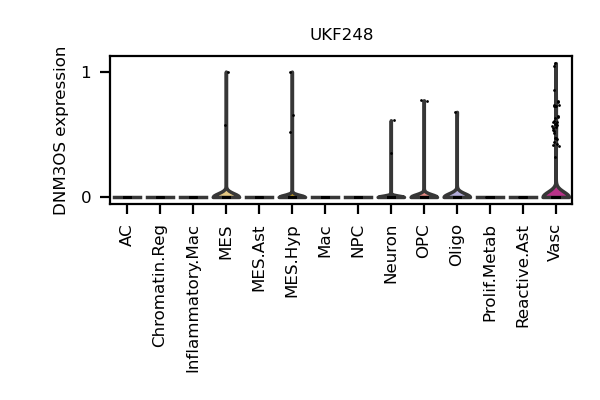 UKF248
DNM3OS expression
1
0
AC
Chromatin.Reg
Inflammatory.Mac
MES
MES.Ast
MES.Hyp
Mac
NPC
Neuron
OPC
Oligo
Prolif.Metab
Reactive.Ast
Vasc